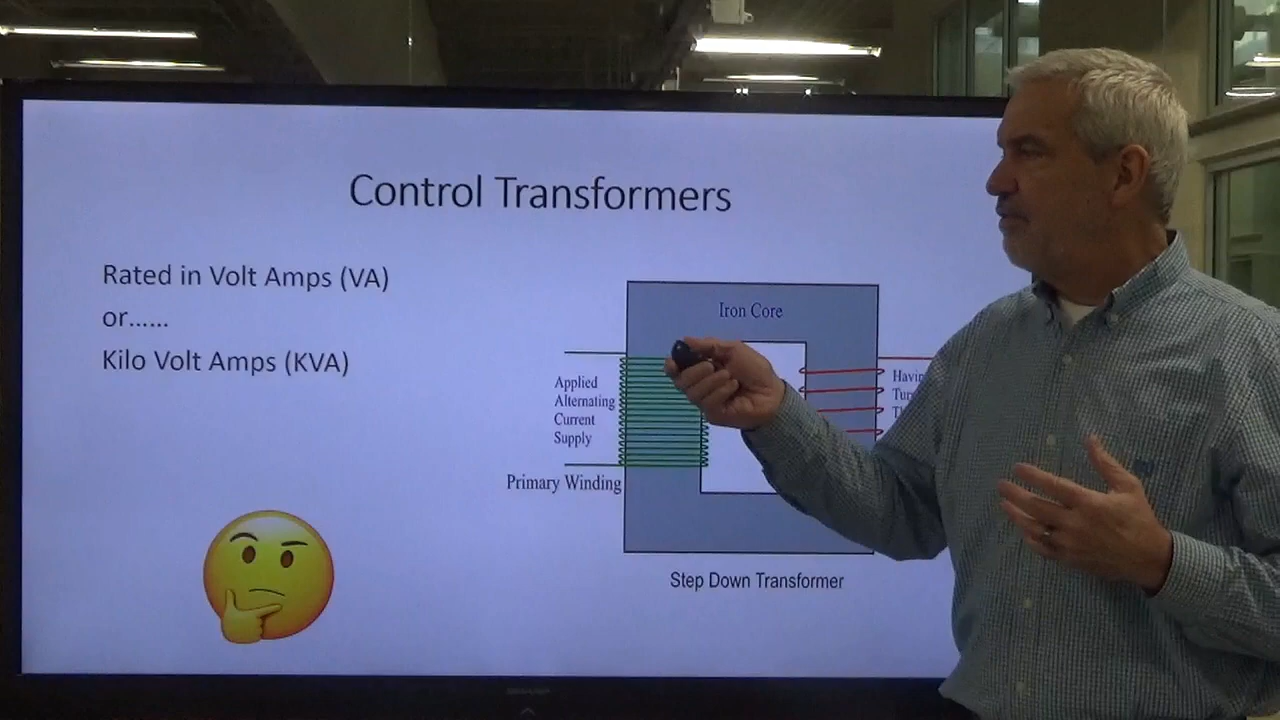 Control Transformers
Rated in Volt Amps (VA)
or......
Kilo Volt Amps (KVA)
Iron Core
Applied
Alternating
Current
Supply
Primary Winding
Step Down Transformer
SHARP